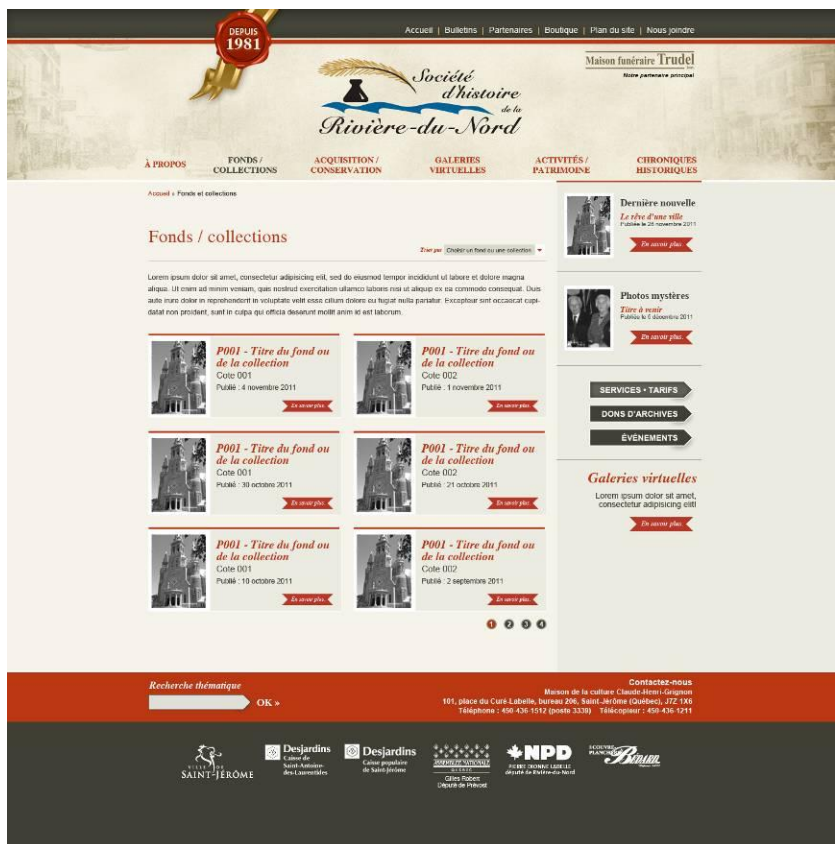 DEPUIS
1981
Accueil | Bulletins | Partenaires | Boutique | Plan du site | Nous joindre
Maison funéraire Trudel
Notre partenaire principal
Société
d'histoire
de la
Rivière-du-Nord
À PROPOS
FONDS /
COLLECTIONS
ACQUISITION /
CONSERVATION
GALERIES
VIRTUELLES
ACTIVITÉS /
PATRIMOINE
CHRONIQUES
HISTORIQUES
Accueil » Fonds et collections
Fonds / collections
Trier par Choisir un fond ou une collection
Lorem ipsum dolor sit amet, consectetur adipisicing elit, sed do eiusmod tempor incididunt ut labore et dolore magna
aliqua. Ut enim ad minim veniam, quis nostrud exercitation ullamco laboris nisi ut aliquip ex ea commodo consequat. Duis
aute irure dolor in reprehenderit in voluptate velit esse cillum dolore eu fugiat nulla pariatur. Excepteur sint occaecat cupi-
datat non proident, sunt in culpa qui officia deserunt mollit anim id est laborum.
P001 - Titre du fond ou
de la collection
Cote 001
Publié : 4 novembre 2011
En savoir plus.
P001 - Titre du fond ou
de la collection
Cote 002
Publié : 1 novembre 2011
En savoir plus.
P001 - Titre du fond ou
de la collection
Cote 001
Publié : 30 octobre 2011
En savoir plus.
P001 - Titre du fond ou
de la collection
Cote 002
Publié : 21 octobre 2011
En savoir plus.
P001 - Titre du fond ou
de la collection
Cote 001
Publié : 10 octobre 2011
En savoir plus.
P001 - Titre du fond ou
de la collection
Cote 002
Publié : 2 septembre 2011
En savoir plus.
1 2 3 4
Dernière nouvelle
Le rêve d'une ville
Publiée le 26 novembre 2011
En savoir plus.
Photos mystères
Titre à venir
Publiée le 6 décembre 2011
En savoir plus.
SERVICES • TARIFS
DONS D'ARCHIVES
ÉVÉNEMENTS
Galeries virtuelles
Lorem ipsum dolor sit amet,
consectetur adipisicing elit!
En savoir plus.
Recherche thématique
OK »
Contactez-nous
Maison de la culture Claude-Henri-Grignon
101, place du Curé-Labelle, bureau 206, Saint-Jérôme (Québec), J7Z 1X6
Téléphone : 450-436-1512 (poste 3339) Télécopieur : 450-436-1211
VILLE DE
SAINT-JÉRÔME
Desjardins
Caisse de
Saint-Antoine-
des-Laurentides
Desjardins
Caisse populaire
de Saint-Jérôme
ASSEMBLÉE NATIONALE
QUÉBEC
Gilles Robert
Député de Prévost
NPD
PIERRE DIONNE LABELLE
député de Rivière-du-Nord
BÉDARD